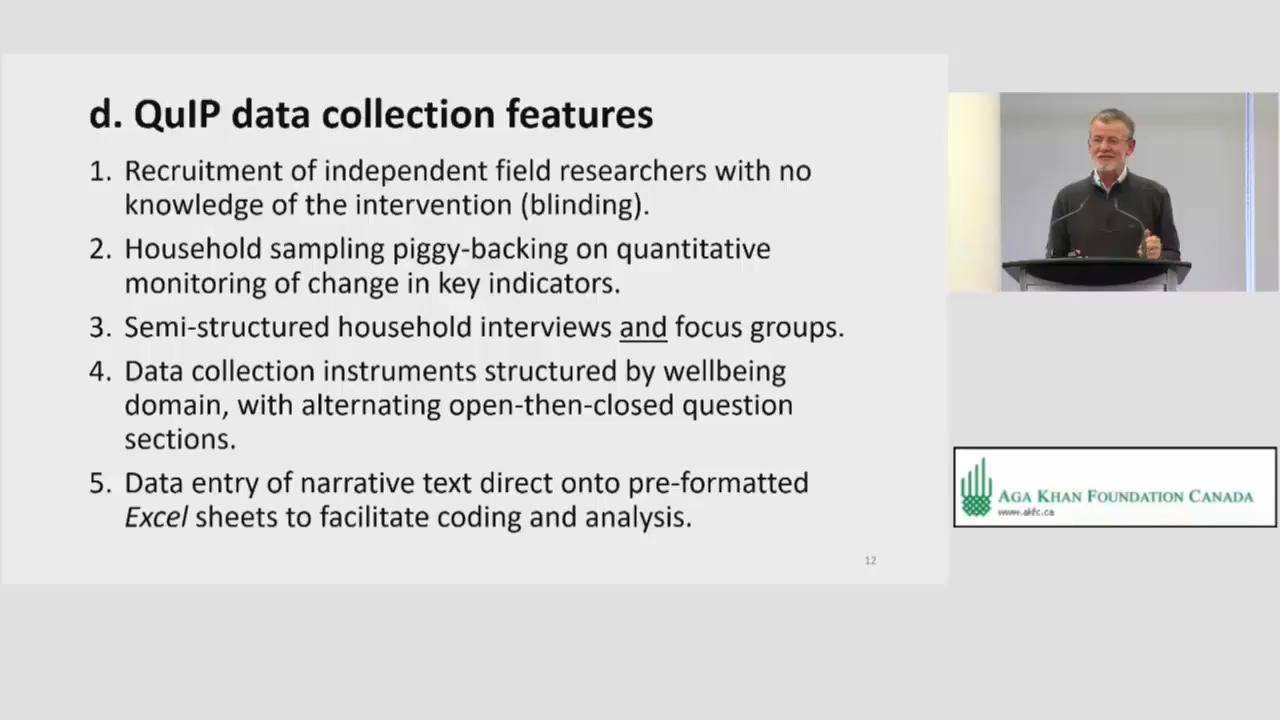 d. QuIP data collection features
1. Recruitment of independent field researchers with no
knowledge of the intervention (blinding).
2. Household sampling piggy-backing on quantitative
monitoring of change in key indicators.
3. Semi-structured household interviews and focus groups.
4. Data collection instruments structured by wellbeing
domain, with alternating open-then-closed question
sections.
5. Data entry of narrative text direct onto pre-formatted
Excel sheets to facilitate coding and analysis.
12
AGA KHAN FOUNDATION CANADA
www.akfc.ca